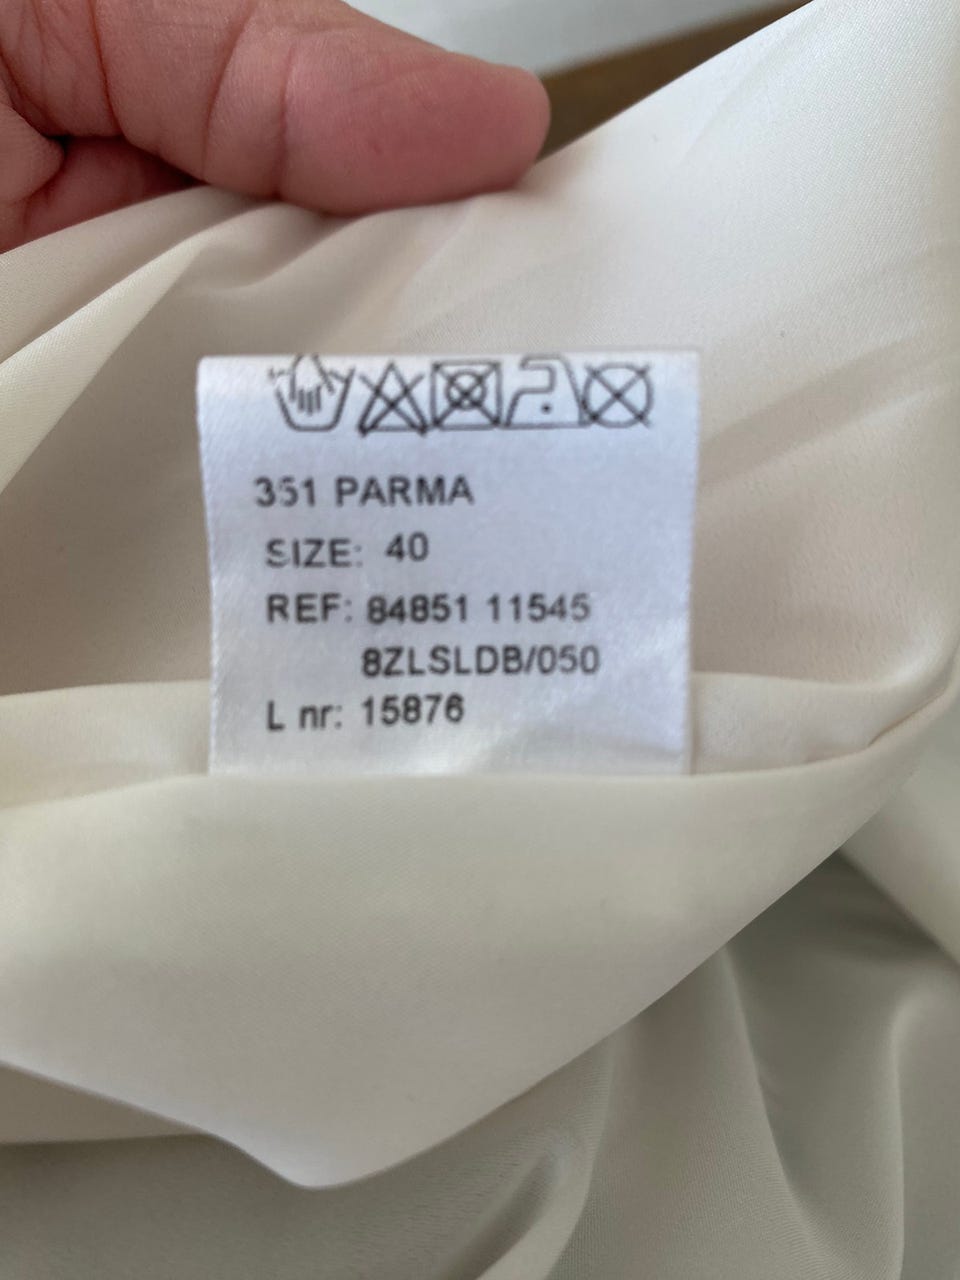 351 PARMA
SIZE: 40
REF: 84851 11545
8ZLSLDB/050
L nr: 15876